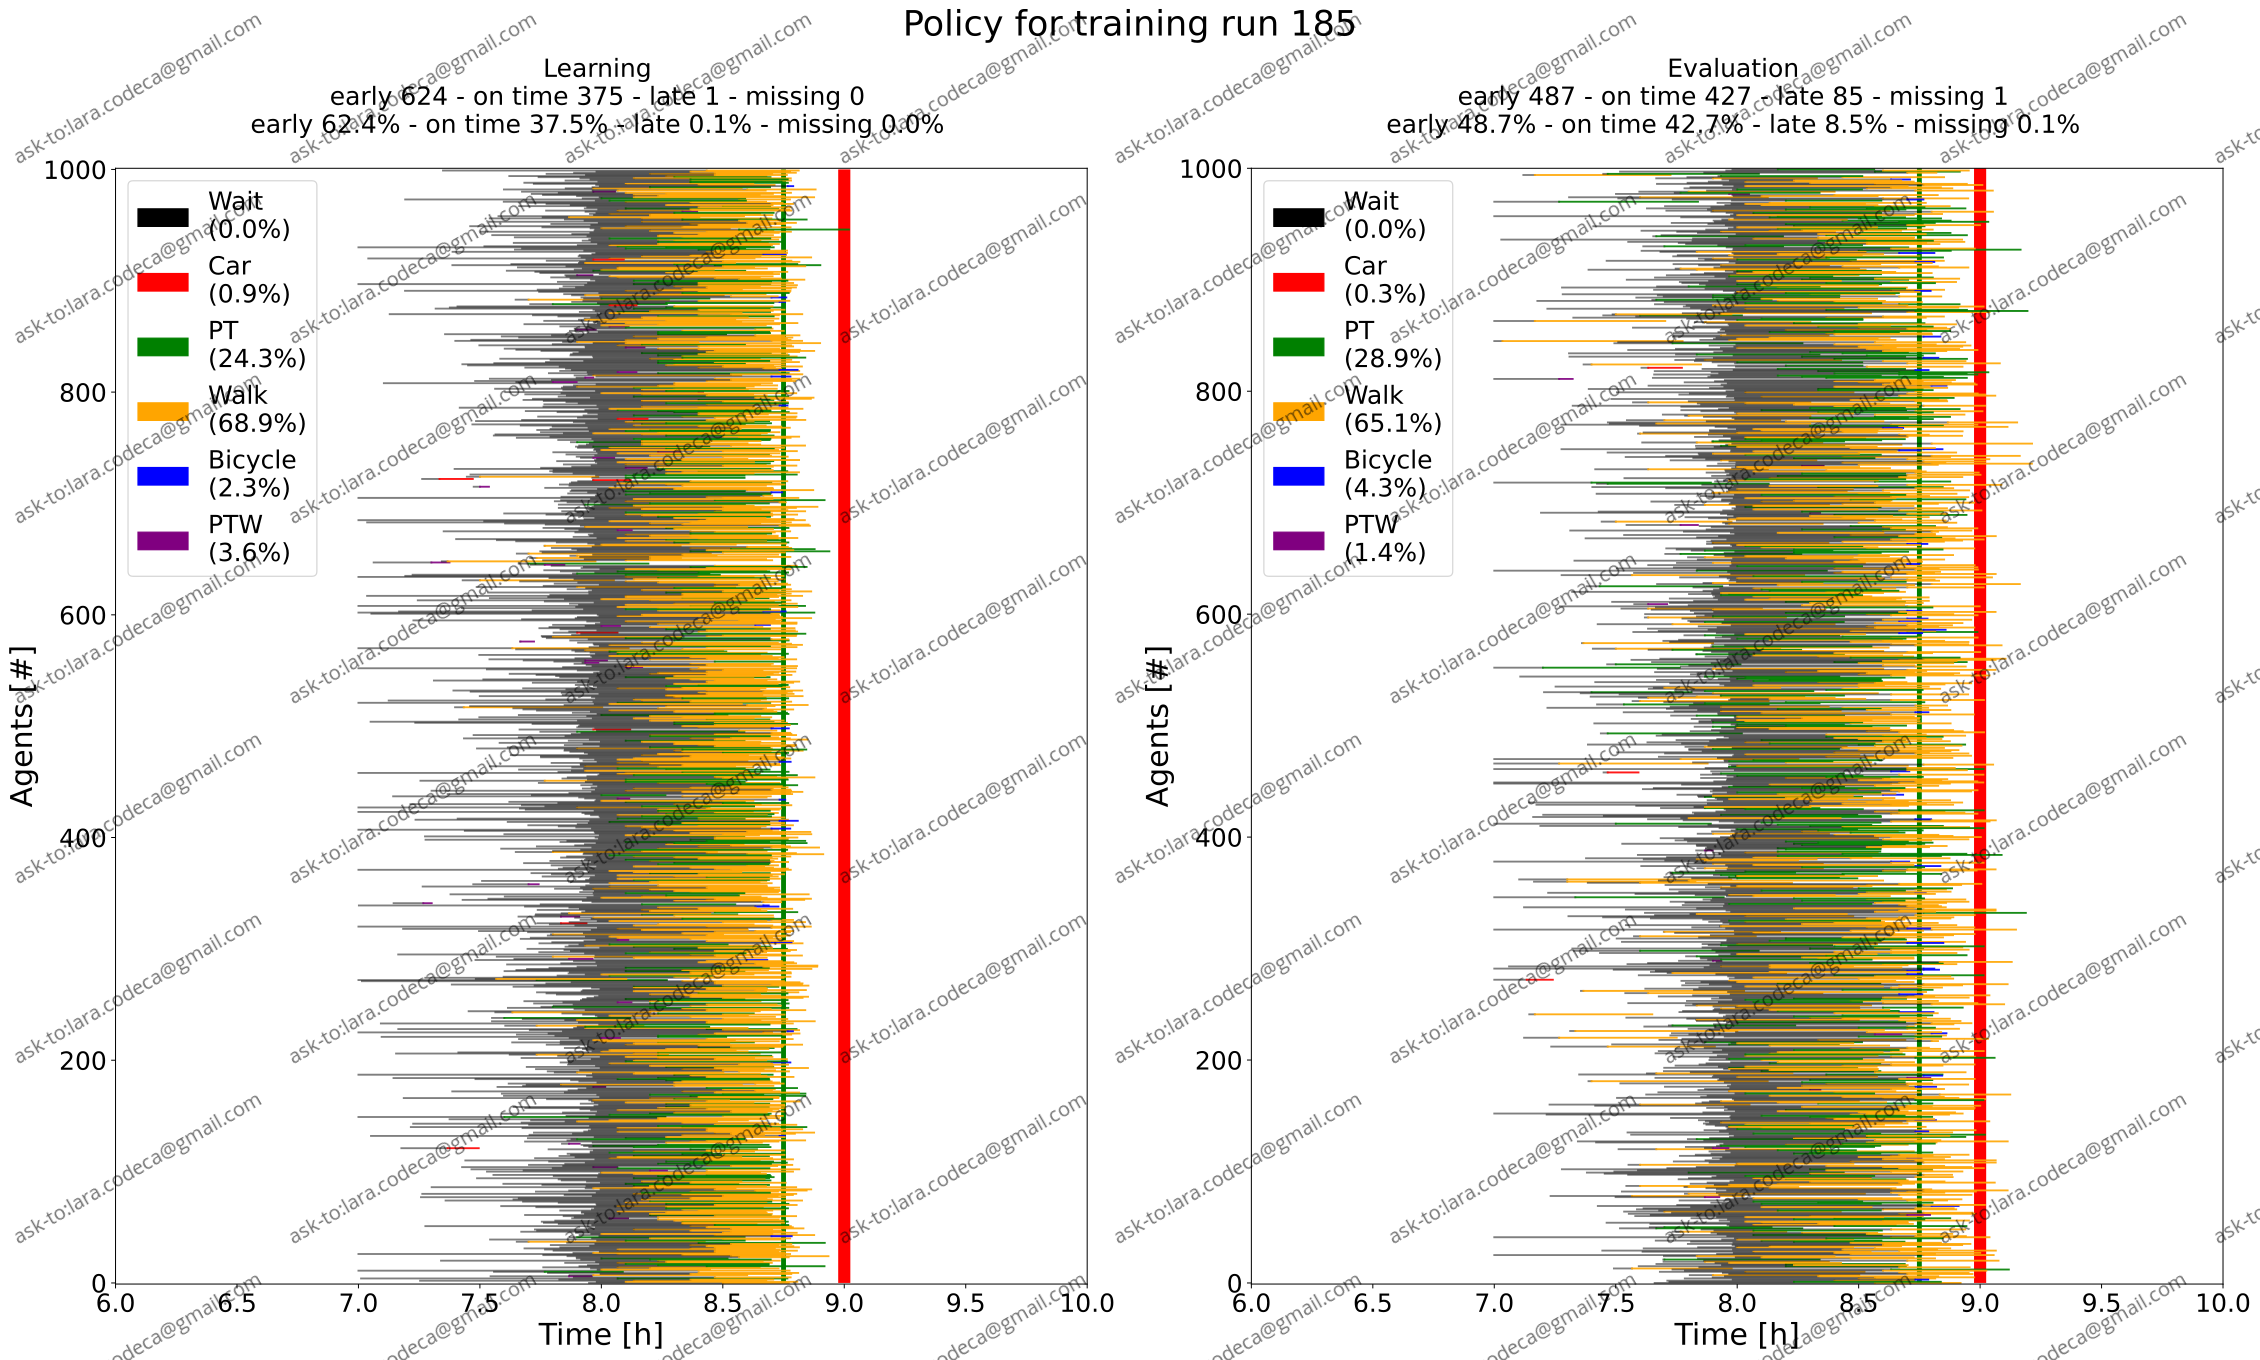 Policy for training run 185
Learning
early 624 - on time 375 - late 1 - missing 0
early 62.4% - on time 37.5% - late 0.1% - missing 0.0%
Evaluation
early 487 - on time 427 - late 85 - missing 1
early 48.7% - on time 42.7% - late 8.5% - missing 0.1%
1000
800
600
400
200
0
Agents [#]
Wait
(0.0%)
Car
(0.9%)
PT
(24.3%)
Walk
(68.9%)
Bicycle
(2.3%)
PTW
(3.6%)
6.0 6.5 7.0 7.5 8.0 8.5 9.0 9.5 10.0
Time [h]
1000
800
600
400
200
0
Agents [#]
Wait
(0.0%)
Car
(0.3%)
PT
(28.9%)
Walk
(65.1%)
Bicycle
(4.3%)
PTW
(1.4%)
6.0 6.5 7.0 7.5 8.0 8.5 9.0 9.5 10.0
Time [h]
ask-to:lara.codeca@gmail.com